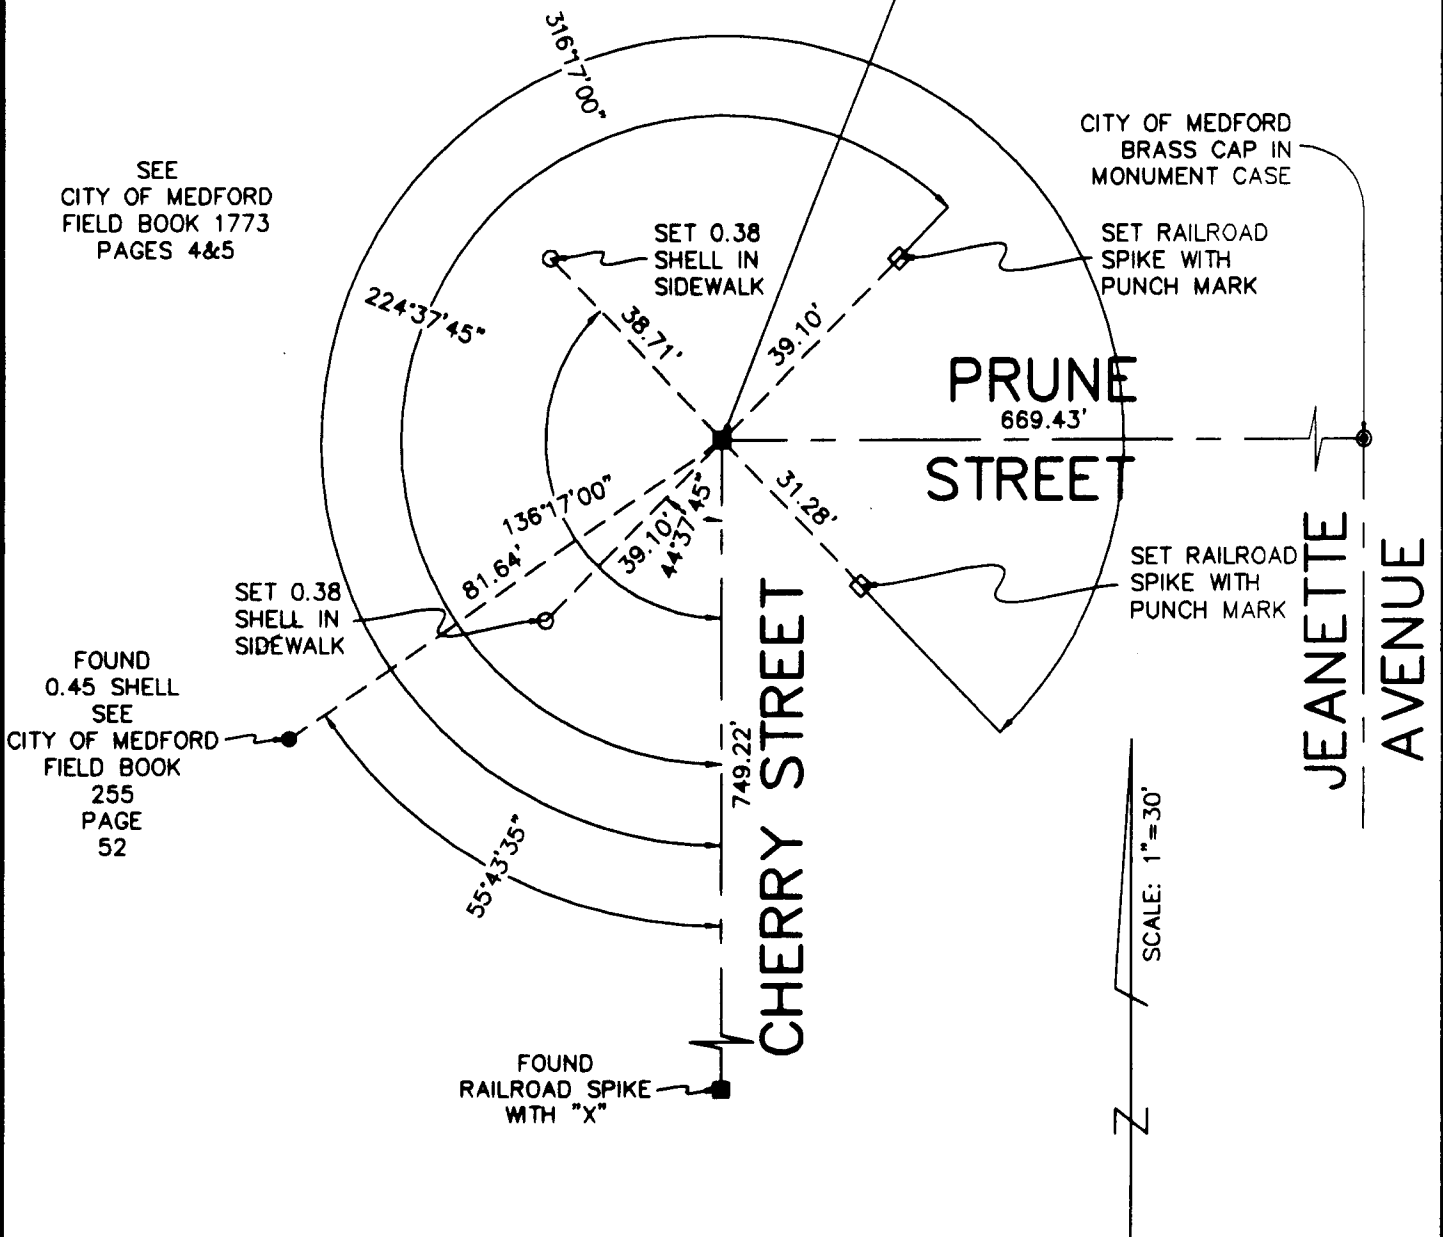 316°17'00"
CITY OF MEDFORD
BRASS CAP IN
MONUMENT CASE
SEE
CITY OF MEDFORD
FIELD BOOK 1773
PAGES 4&5
SET 0.38
SHELL IN
SIDEWALK
SET RAILROAD
SPIKE WITH
PUNCH MARK
224°37'45"
38.71'
39.10'
PRUNE
669.43'
STREET
136°17'00"
39.10'
44°37'45"
31.28'
81.64'
SET 0.38
SHELL IN
SIDEWALK
SET RAILROAD
SPIKE WITH
PUNCH MARK
JEANETTE
AVENUE
FOUND
0.45 SHELL
SEE
CITY OF MEDFORD
FIELD BOOK
255
PAGE
52
749.22'
CHERRY STREET
55°43'35"
SCALE: 1"=30'
FOUND
RAILROAD SPIKE
WITH "X"
N